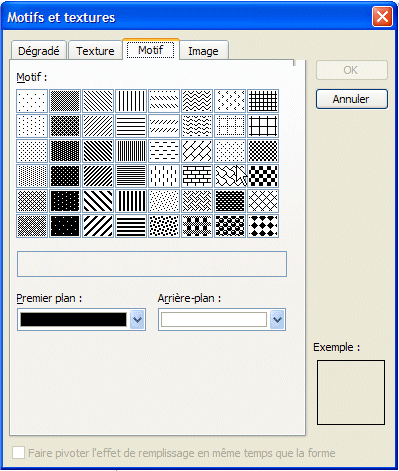 Motifs et textures
Dégradé Texture Motif Image
Motif :
OK
Annuler
Premier plan : Arrière-plan :
Exemple :
Faire pivoter l'effet de remplissage en même temps que la forme